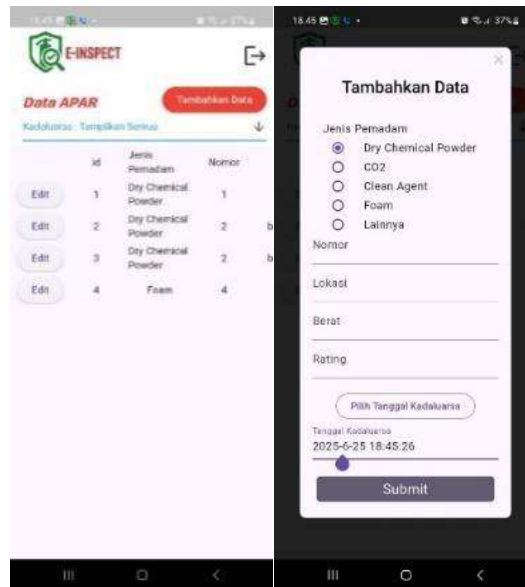 E-INSPECT
Data APAR
Tambahkan Data
Kadaluarsa : Tampilkan Semua
id Jenis Pemadam Nomor
Edit 1 Dry Chemical Powder 1
Edit 2 Dry Chemical Powder 2 b
Edit 3 Dry Chemical Powder 2 b
Edit 4 Foam 4
18.45
37%
Tambahkan Data
Jenis Pemadam
Dry Chemical Powder
CO2
Clean Agent
Foam
Lainnya
Nomor
Lokasi
Berat
Rating
Pilih Tanggal Kadaluarsa
Tanggal Kadaluarsa
2025-6-25 18:45:26
Submit